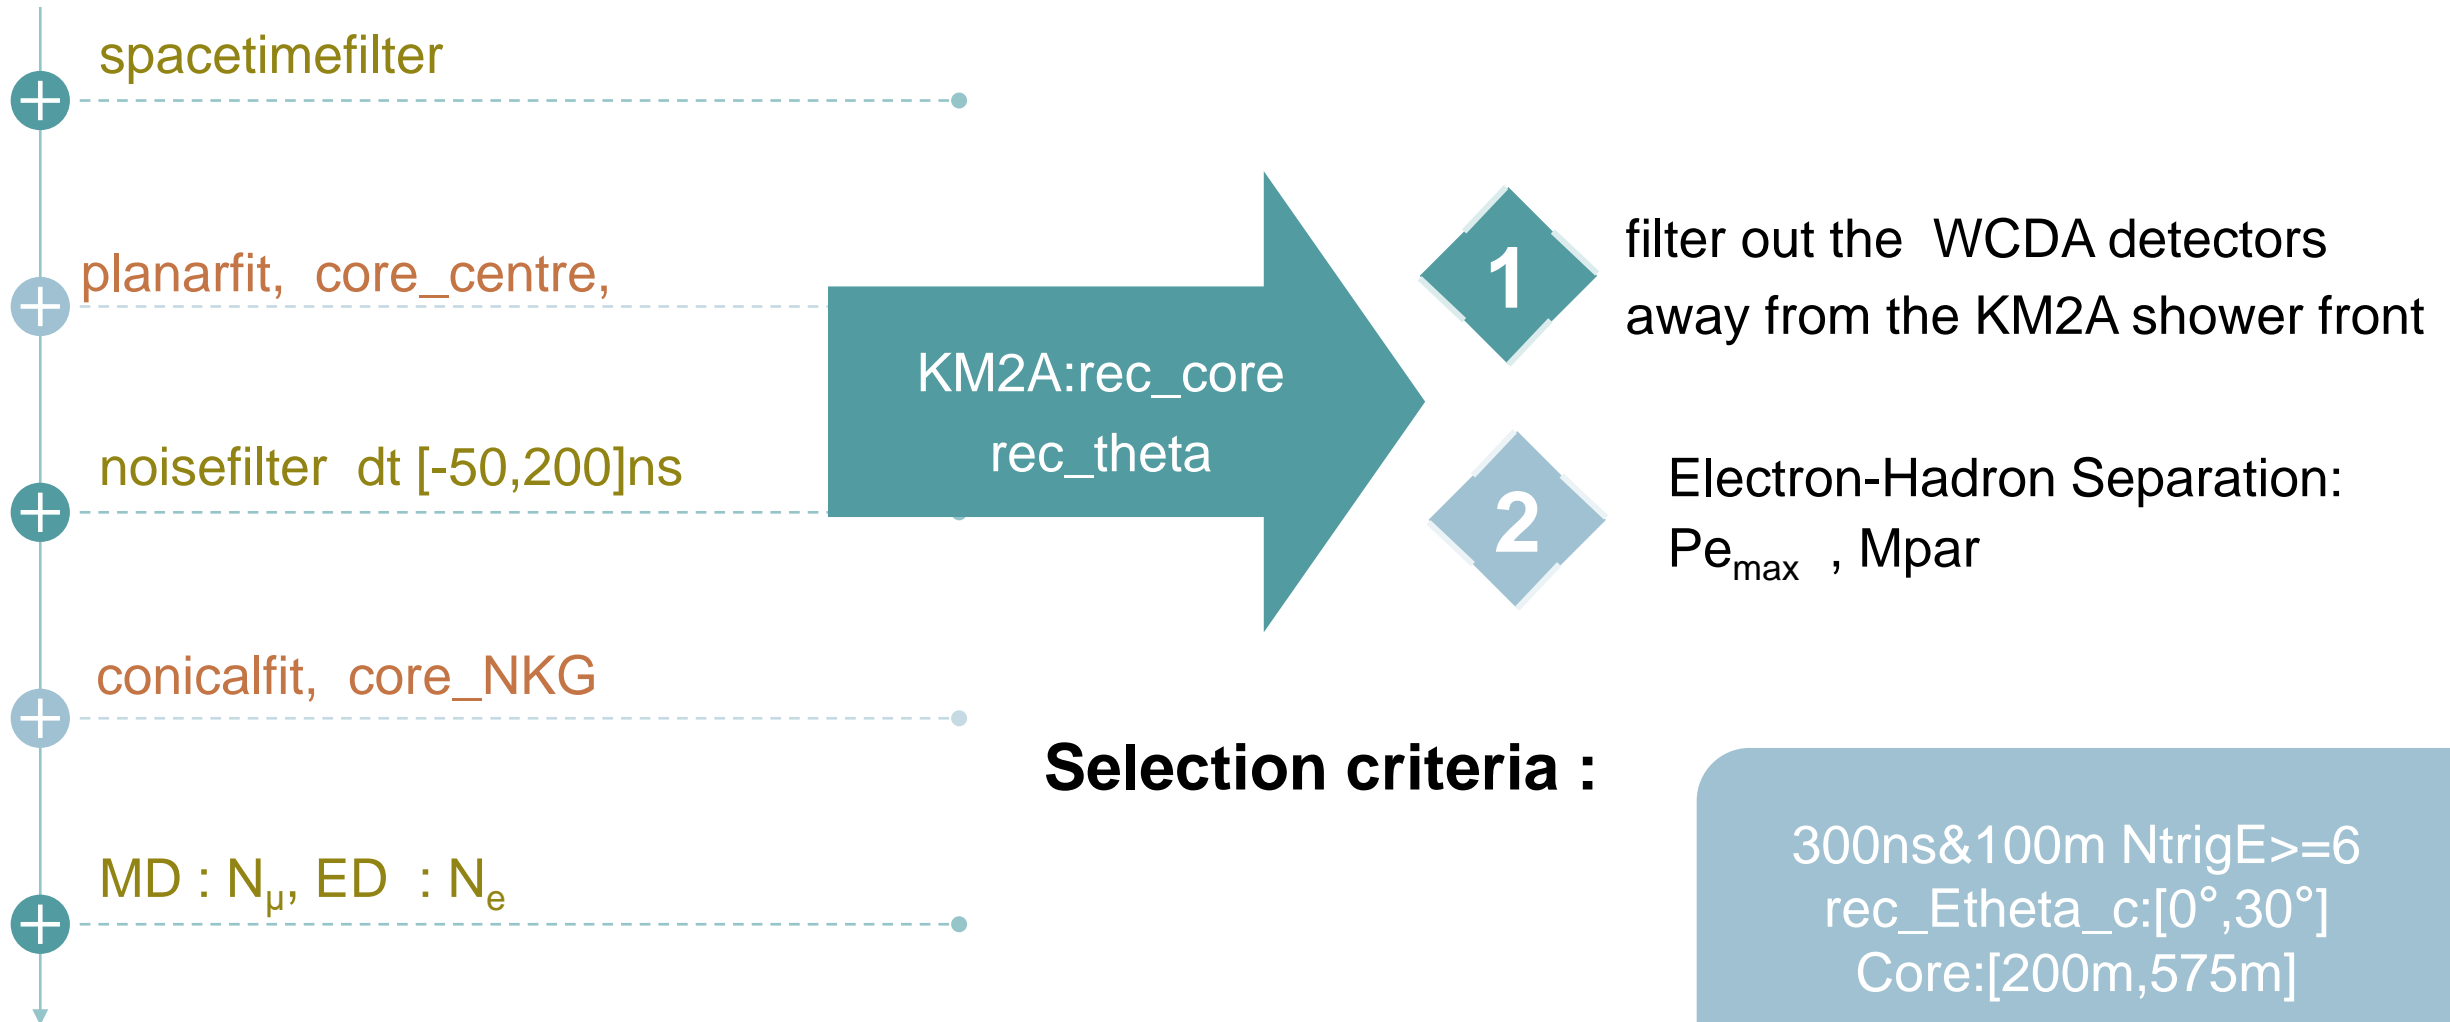 spacetimefilter
planarfit, core_centre,
noisefilter dt [-50,200]ns
conicalfit, core_NKG
MD : Nμ, ED : Ne
KM2A:rec_core
rec_theta
1
filter out the WCDA detectors
away from the KM2A shower front
2
Electron-Hadron Separation:
Pemax , Mpar
Selection criteria :
300ns&100m NtrigE>=6
rec_Etheta_c:[0°,30°]
Core:[200m,575m]